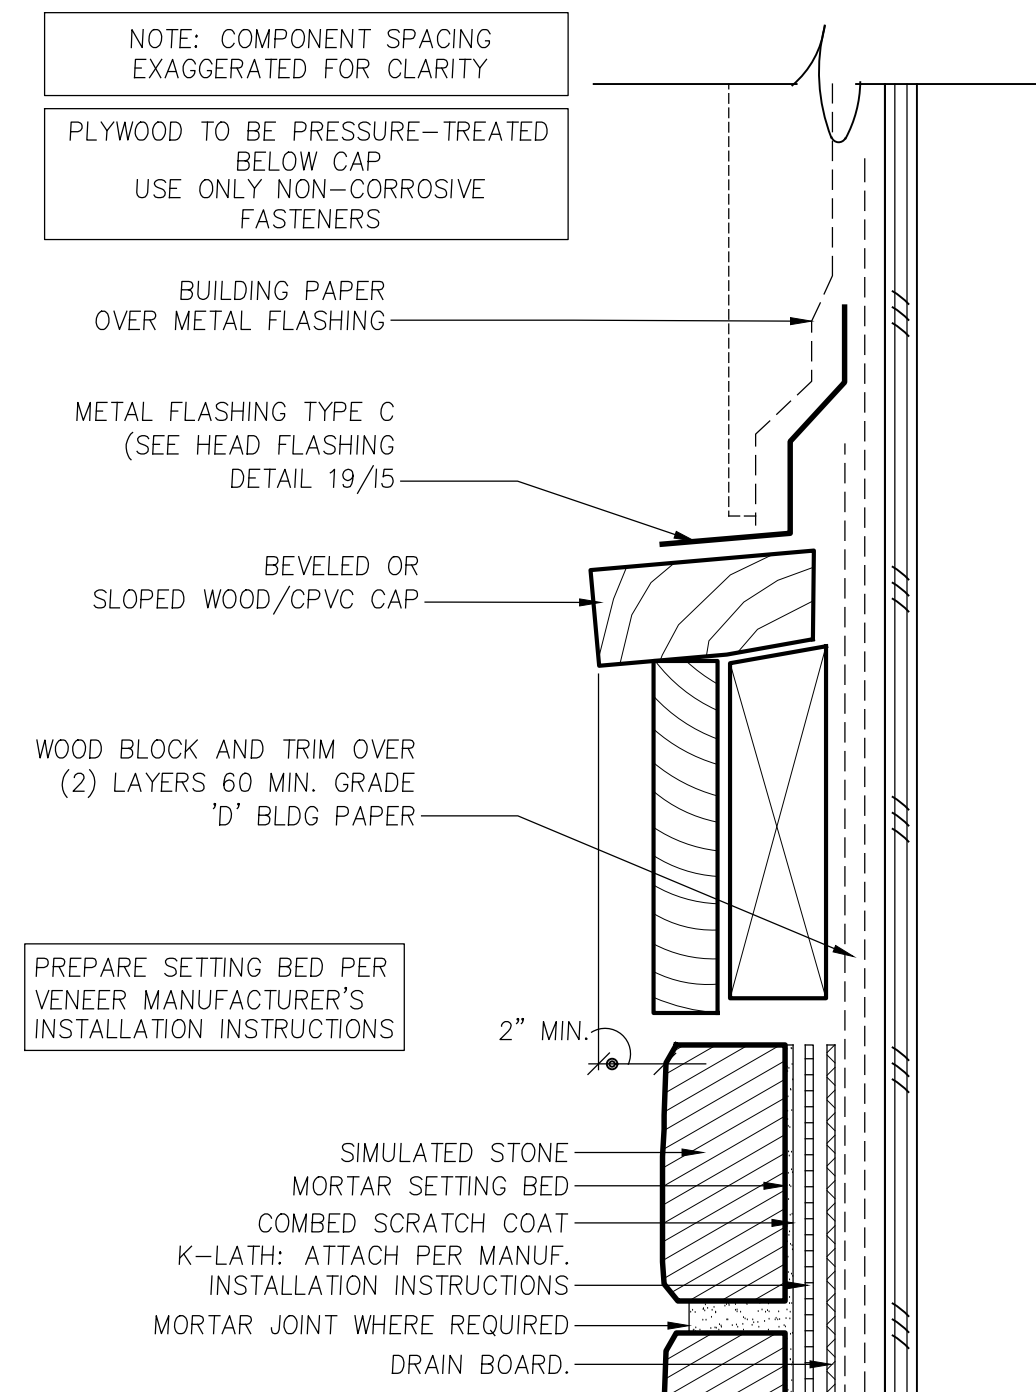 NOTE: COMPONENT SPACING
EXAGGERATED FOR CLARITY
PLYWOOD TO BE PRESSURE-TREATED
BELOW CAP
USE ONLY NON-CORROSIVE
FASTENERS
BUILDING PAPER
OVER METAL FLASHING
METAL FLASHING TYPE C
(SEE HEAD FLASHING
DETAIL 19/15
BEVELED OR
SLOPED WOOD/CPVC CAP
WOOD BLOCK AND TRIM OVER
(2) LAYERS 60 MIN. GRADE
'D' BLDG PAPER
PREPARE SETTING BED PER
VENEER MANUFACTURER'S
INSTALLATION INSTRUCTIONS
2" MIN.
SIMULATED STONE
MORTAR SETTING BED
COMBED SCRATCH COAT
K-LATH: ATTACH PER MANUF.
INSTALLATION INSTRUCTIONS
MORTAR JOINT WHERE REQUIRED
DRAIN BOARD.